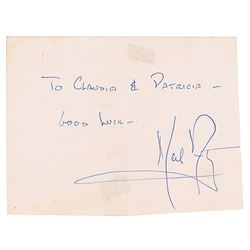 To Claudia & Patricia –
Good Luck –